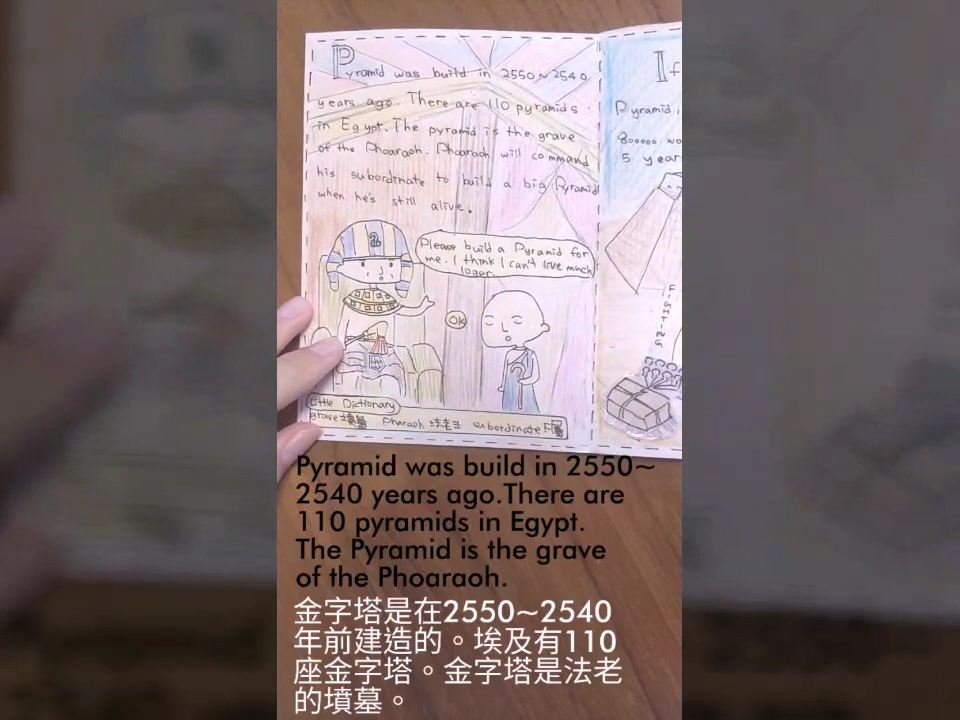 Pyramid was build in 2550~2540
years ago. There are 110 pyramids
in Egypt. The pyramid is the grave
of the Phoaraoh. Phoaraoh will command
his subordinate to build a big Pyramid
when he's still alive.
Please build a Pyramid for
me. I think I can't live much
loger.
Ok
Little Dictionary
grave 墳墓 Pharaoh 法老王 subordinate 下屬
If
Pyramid i
800000 wo
5 year
FIGHTING
Pyramid was build in 2550~
2540 years ago.There are
110 pyramids in Egypt.
The Pyramid is the grave
of the Phoaraoh.
金字塔是在2550~2540
年前建造的。埃及有110
座金字塔。金字塔是法老
的墳墓。